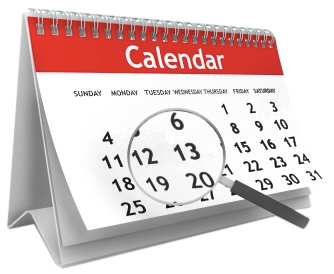 Calendar
SUNDAY MONDAY TUESDAY WEDNESDAY THURSDAY FRIDAY SATURDAY
1 2 3
4 6 8 9 10
11 12 13 15 16 17
18 19 20 22 23 24
25 29 30 31